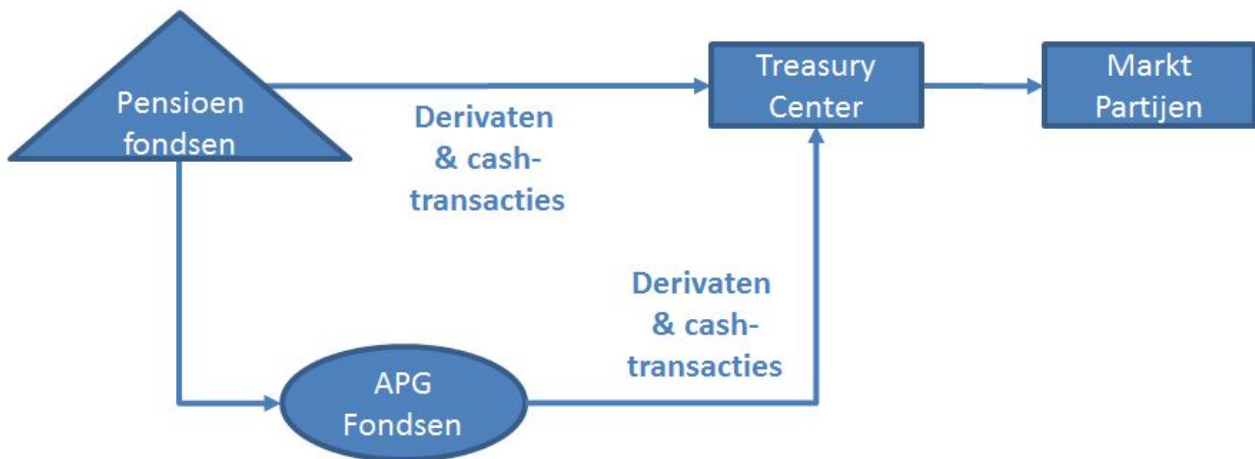 Pensioen
fondsen
Derivaten
& cash-
transacties
Treasury
Center
Markt
Partijen
Derivaten
& cash-
transacties
APG
Fondsen